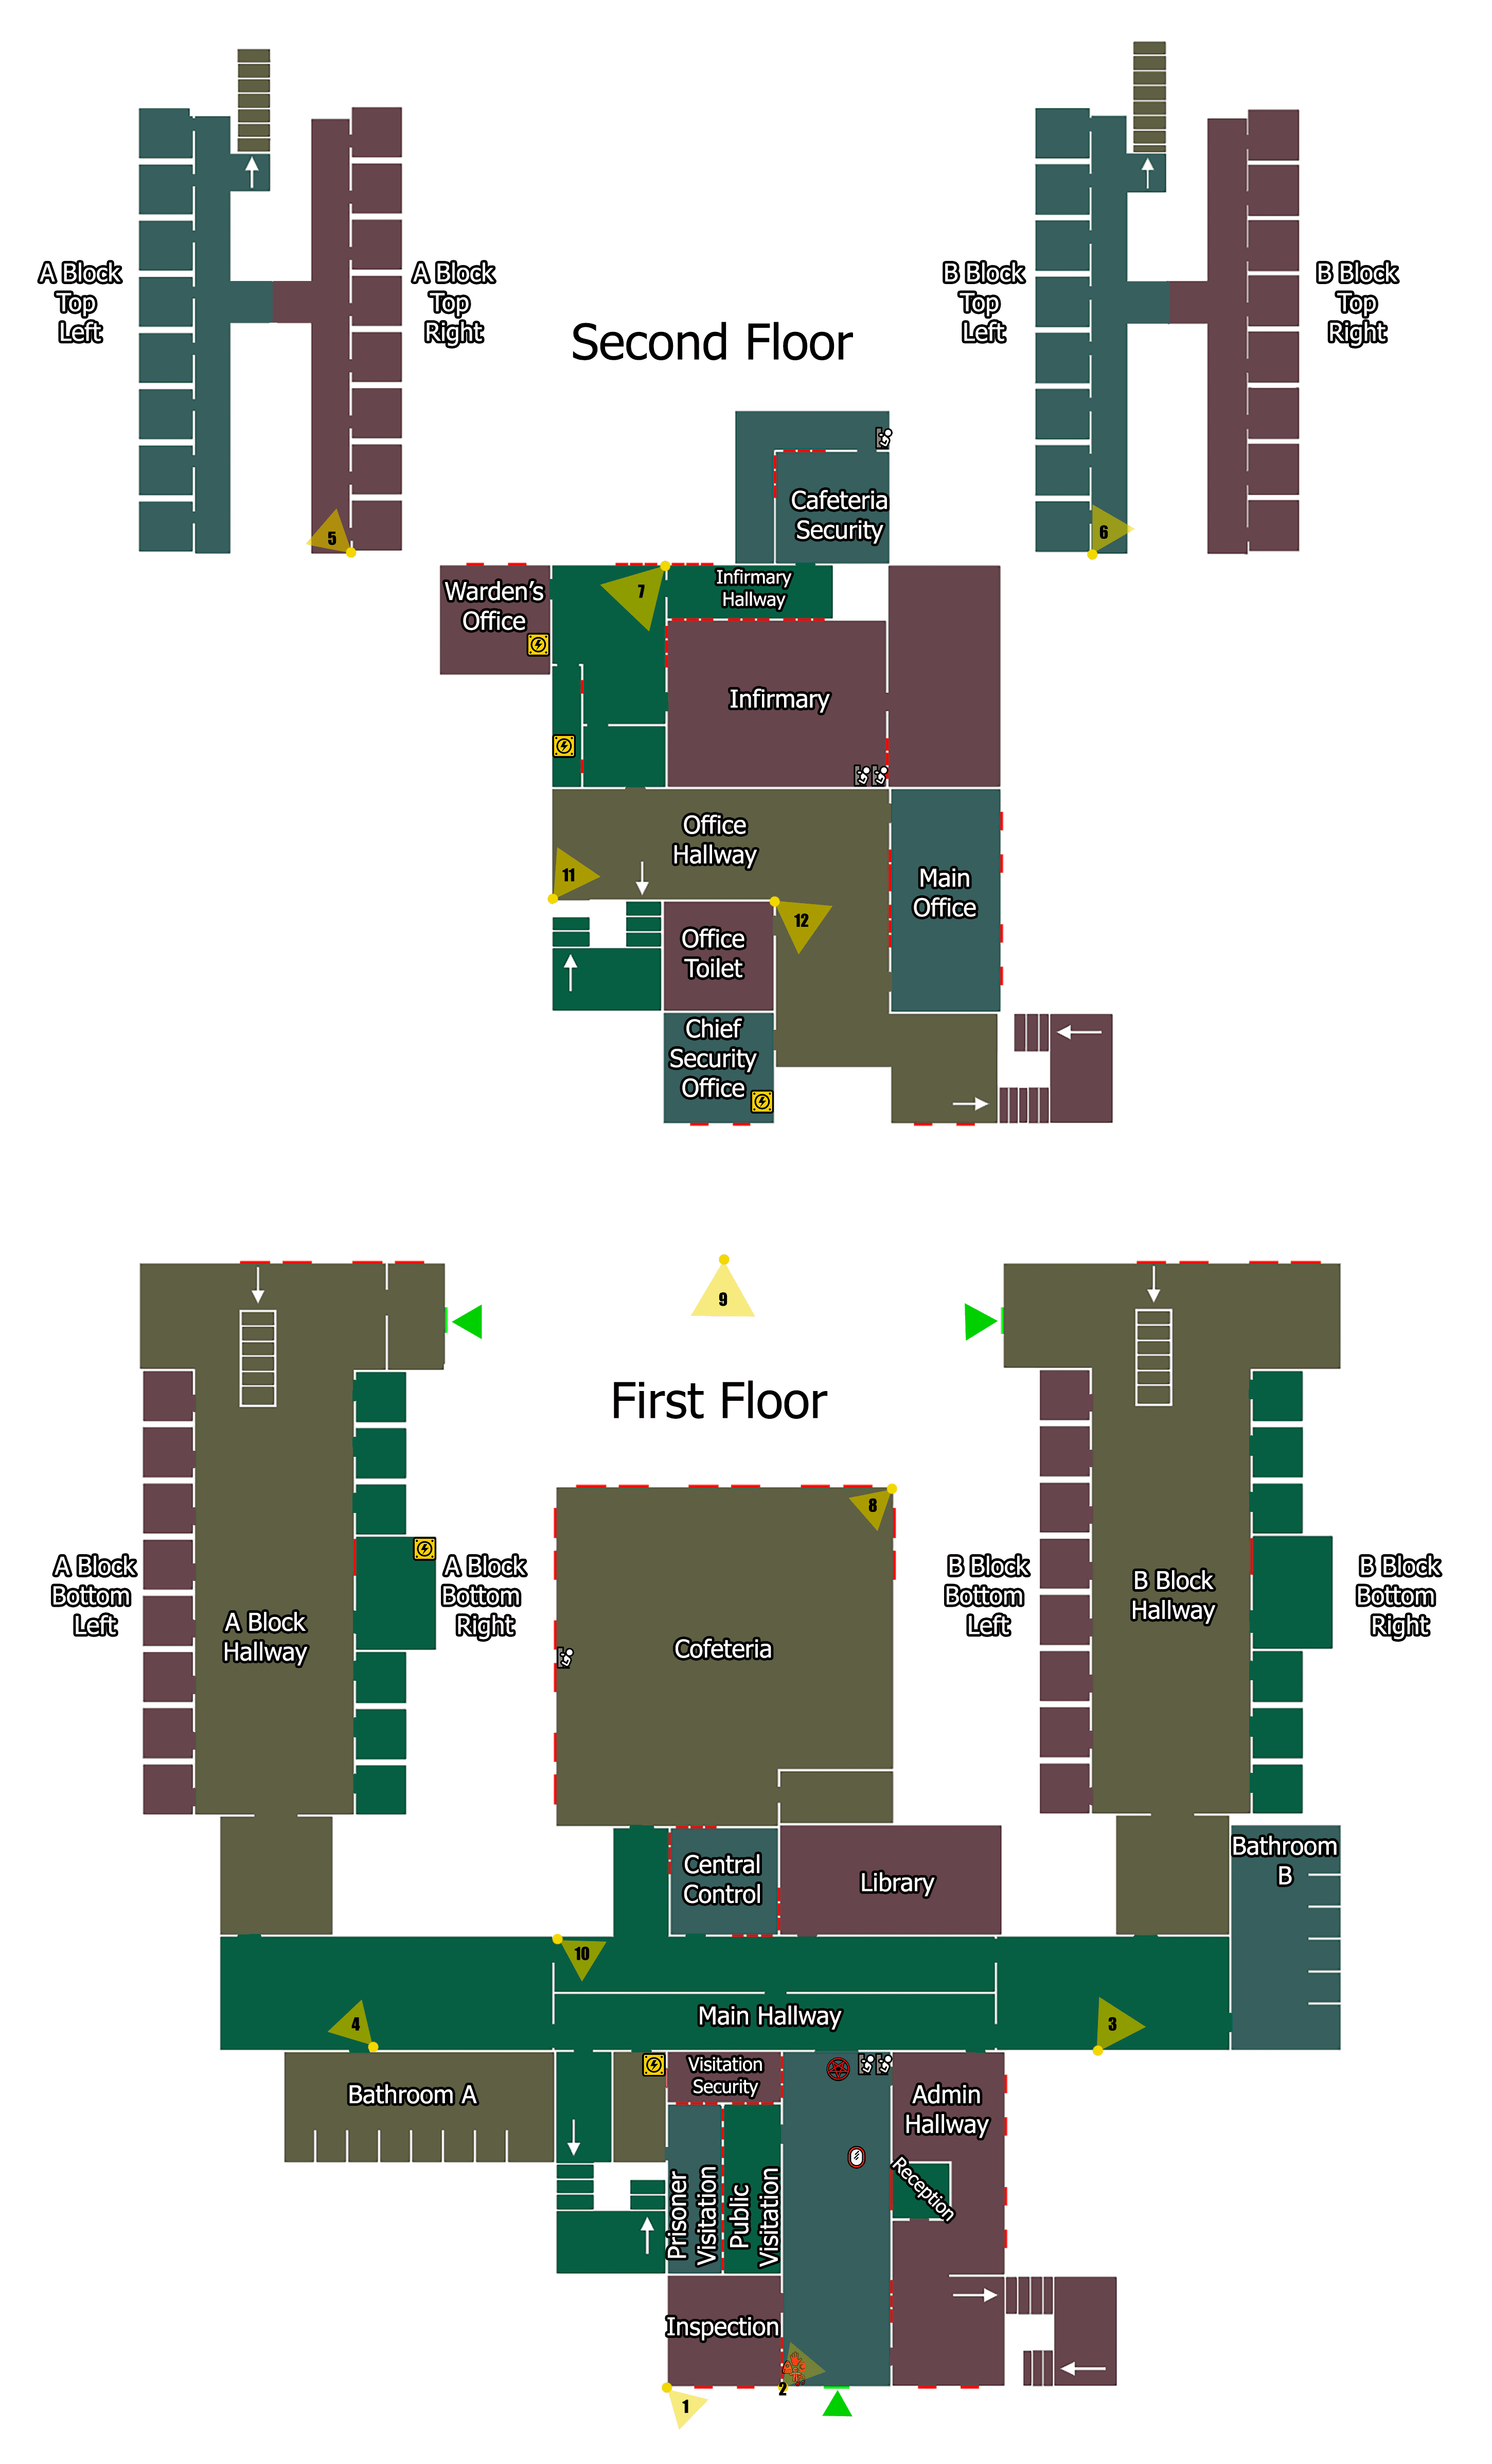 A Block
Top
Left
A Block
Top
Right
B Block
Top
Left
B Block
Top
Right
Second Floor
5
6
Cafeteria
Security
Warden's
Office
7
Infirmary
Hallway
Infirmary
Office
Hallway
11
Main
Office
12
Office
Toilet
Chief
Security
Office
9
First Floor
8
A Block
Bottom
Left
A Block
Hallway
A Block
Bottom
Right
Cofeteria
B Block
Bottom
Left
B Block
Hallway
B Block
Bottom
Right
Central
Control
Library
Bathroom
B
10
Main Hallway
4
3
Bathroom A
Visitation
Security
Admin
Hallway
Prisoner
Visitation
Public
Visitation
Reception
Inspection
2
1